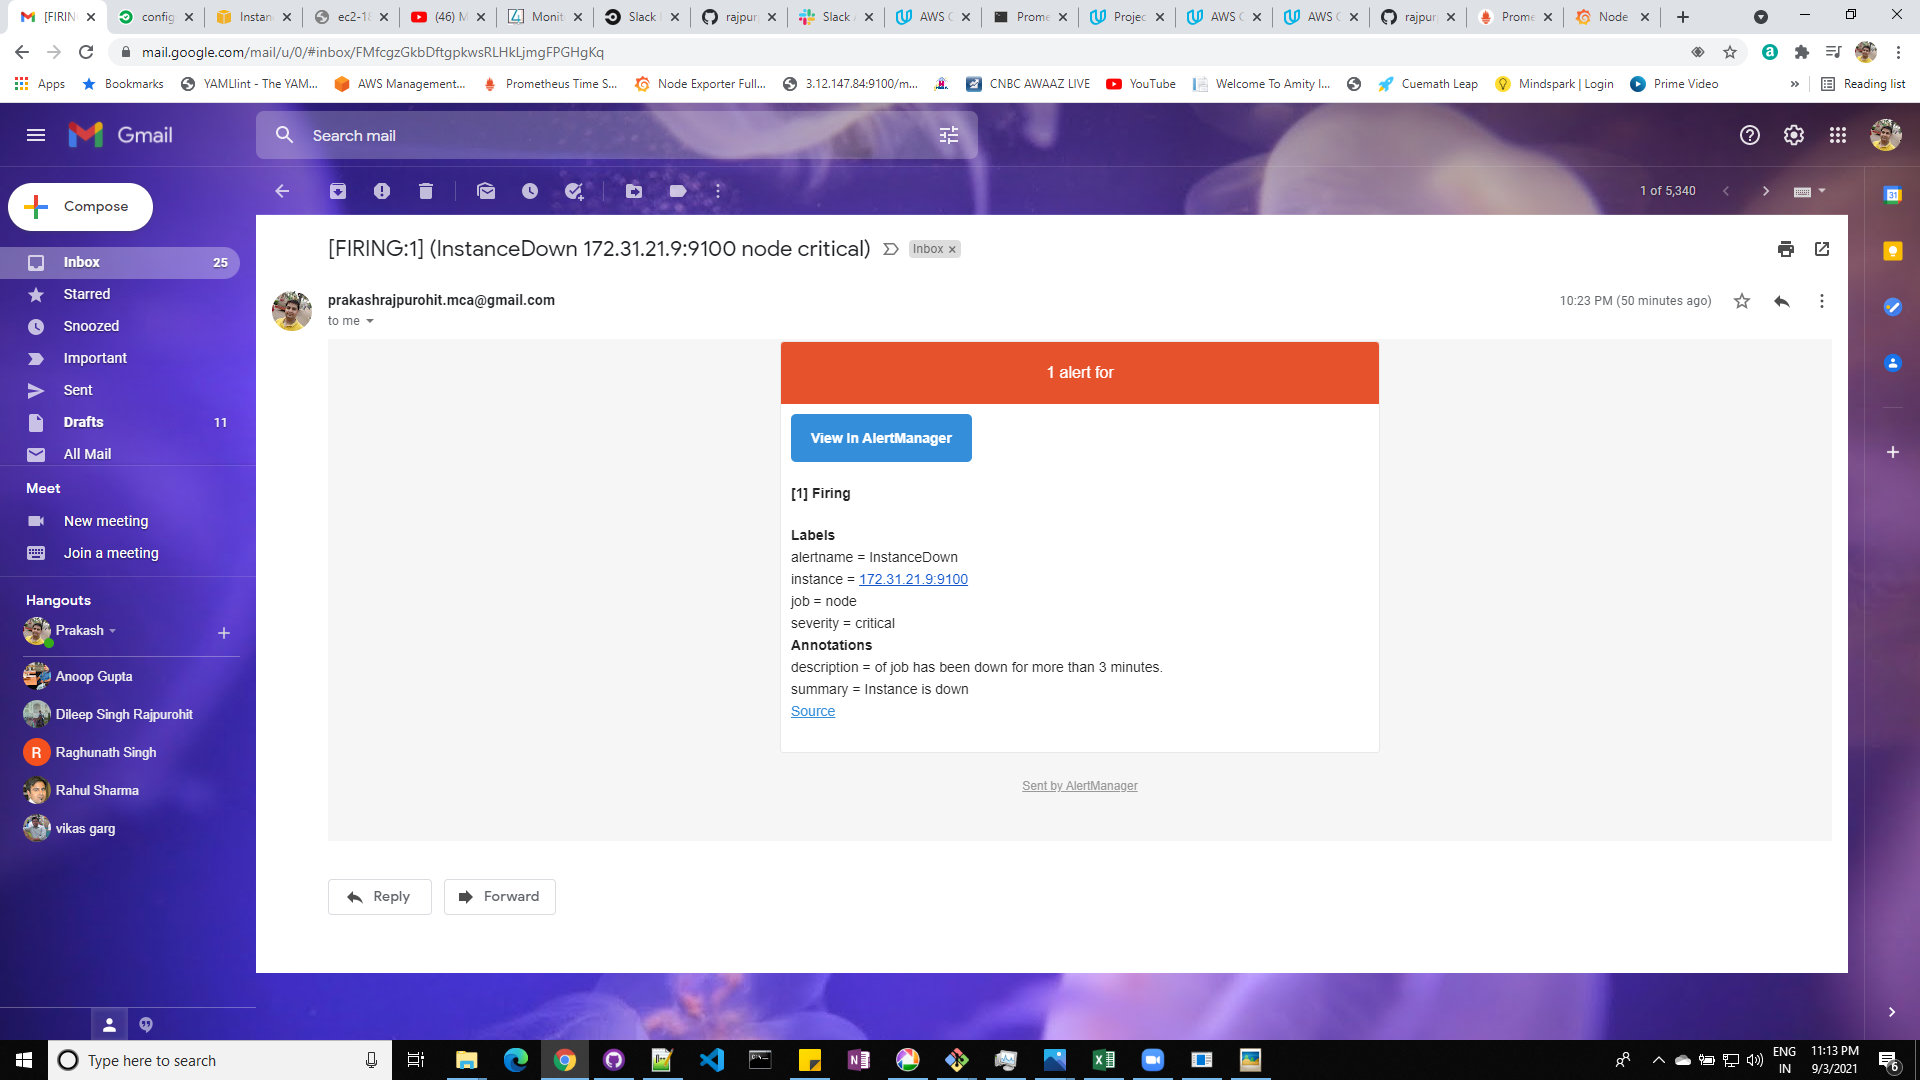 [FIRIN
config
Instan
ec2-18
(46) M
Monit
Slack
rajpur
Slack
AWS C
Prome
Projec
AWS C
AWS C
rajpur
Prome
Node
mail.google.com/mail/u/0/#inbox/FMfcgzGkbDftgpkwsRLHkLjmgFPGHgKq
Apps
Bookmarks
YAMLlint - The YAM...
AWS Management...
Prometheus Time S...
Node Exporter Full...
3.12.147.84:9100/m...
CNBC AWAAZ LIVE
YouTube
Welcome To Amity I...
Cuemath Leap
Mindspark | Login
Prime Video
»
Reading list
Gmail
Search mail
Compose
1 of 5,340
Inbox 25
Starred
Snoozed
Important
Sent
Drafts 11
All Mail
Meet
New meeting
Join a meeting
Hangouts
Prakash
Anoop Gupta
Dileep Singh Rajpurohit
R
Raghunath Singh
Rahul Sharma
vikas garg
[FIRING:1] (InstanceDown 172.31.21.9:9100 node critical)
Inbox ×
prakashrajpurohit.mca@gmail.com
10:23 PM (50 minutes ago)
to me
1 alert for
View In AlertManager
[1] Firing
Labels
alertname = InstanceDown
instance = 172.31.21.9:9100
job = node
severity = critical
Annotations
description = of job has been down for more than 3 minutes.
summary = Instance is down
Source
Sent by AlertManager
Reply
Forward
31
Type here to search
ENG
IN
11:13 PM
9/3/2021
6